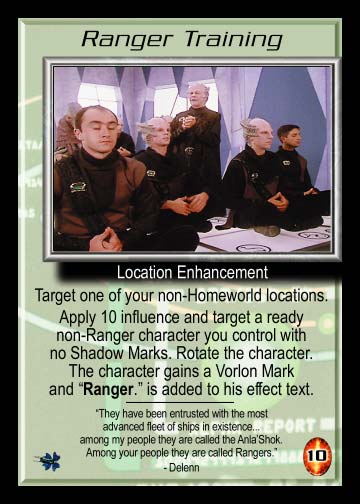 Ranger Training
Location Enhancement
Target one of your non-Homeworld locations.
Apply 10 influence and target a ready
non-Ranger character you control with
no Shadow Marks. Rotate the character.
The character gains a Vorlon Mark
and “Ranger.” is added to his effect text.
“They have been entrusted with the most
advanced fleet of ships in existence...
among my people they are called the Anla’Shok.
Among your people they are called Rangers.”
- Delenn
REPORT
10